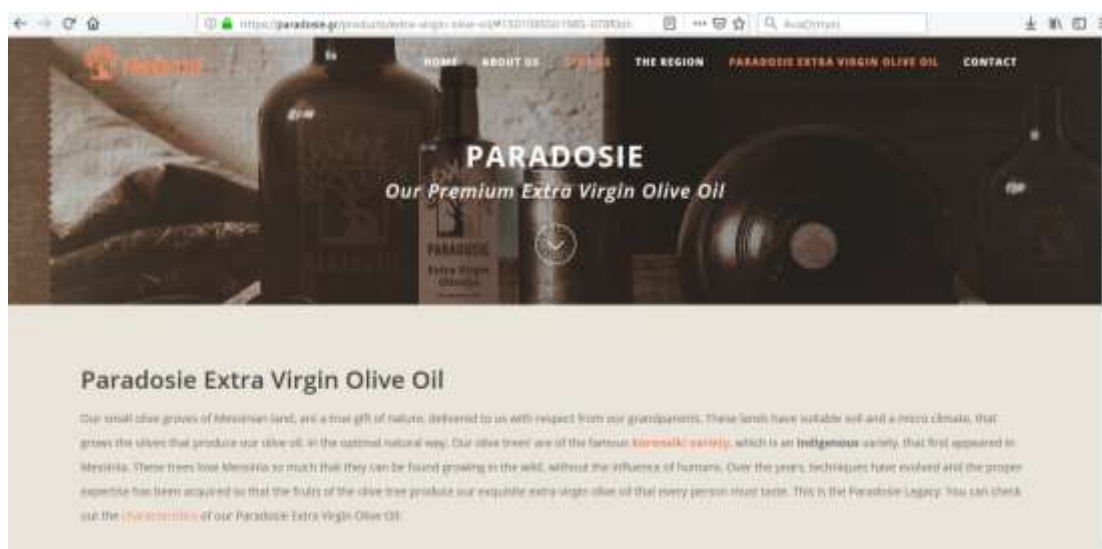 https://paradosie.gr/products/extra-virgin-olive-oil/
PARADOSIE
HOME ABOUT US THE REGION PARADOSIE EXTRA VIRGIN OLIVE OIL CONTACT
PARADOSIE
Our Premium Extra Virgin Olive Oil
PARADOSIE
Extra Virgin
Olive Oil
Paradosie Extra Virgin Olive Oil
Our small olive groves of Messinian land, are a true gift of nature, delivered to us with respect from our grandparents. These lands have suitable soil and a micro climate, that
grows the olives that produce our olive oil, in the optimal natural way. Our olive trees' are of the famous koroneiki variety, which is an indigenous variety, that first appeared in
Messinia. These trees love Messinia so much that they can be found growing in the wild, without the influence of humans. Over the years, techniques have evolved and the proper
expertise has been acquired so that the fruits of the olive tree produce our exquisite extra virgin olive oil that every person must taste. This is the Paradosie Legacy. You can check
out the characteristics of our Paradosie Extra Virgin Olive Oil.